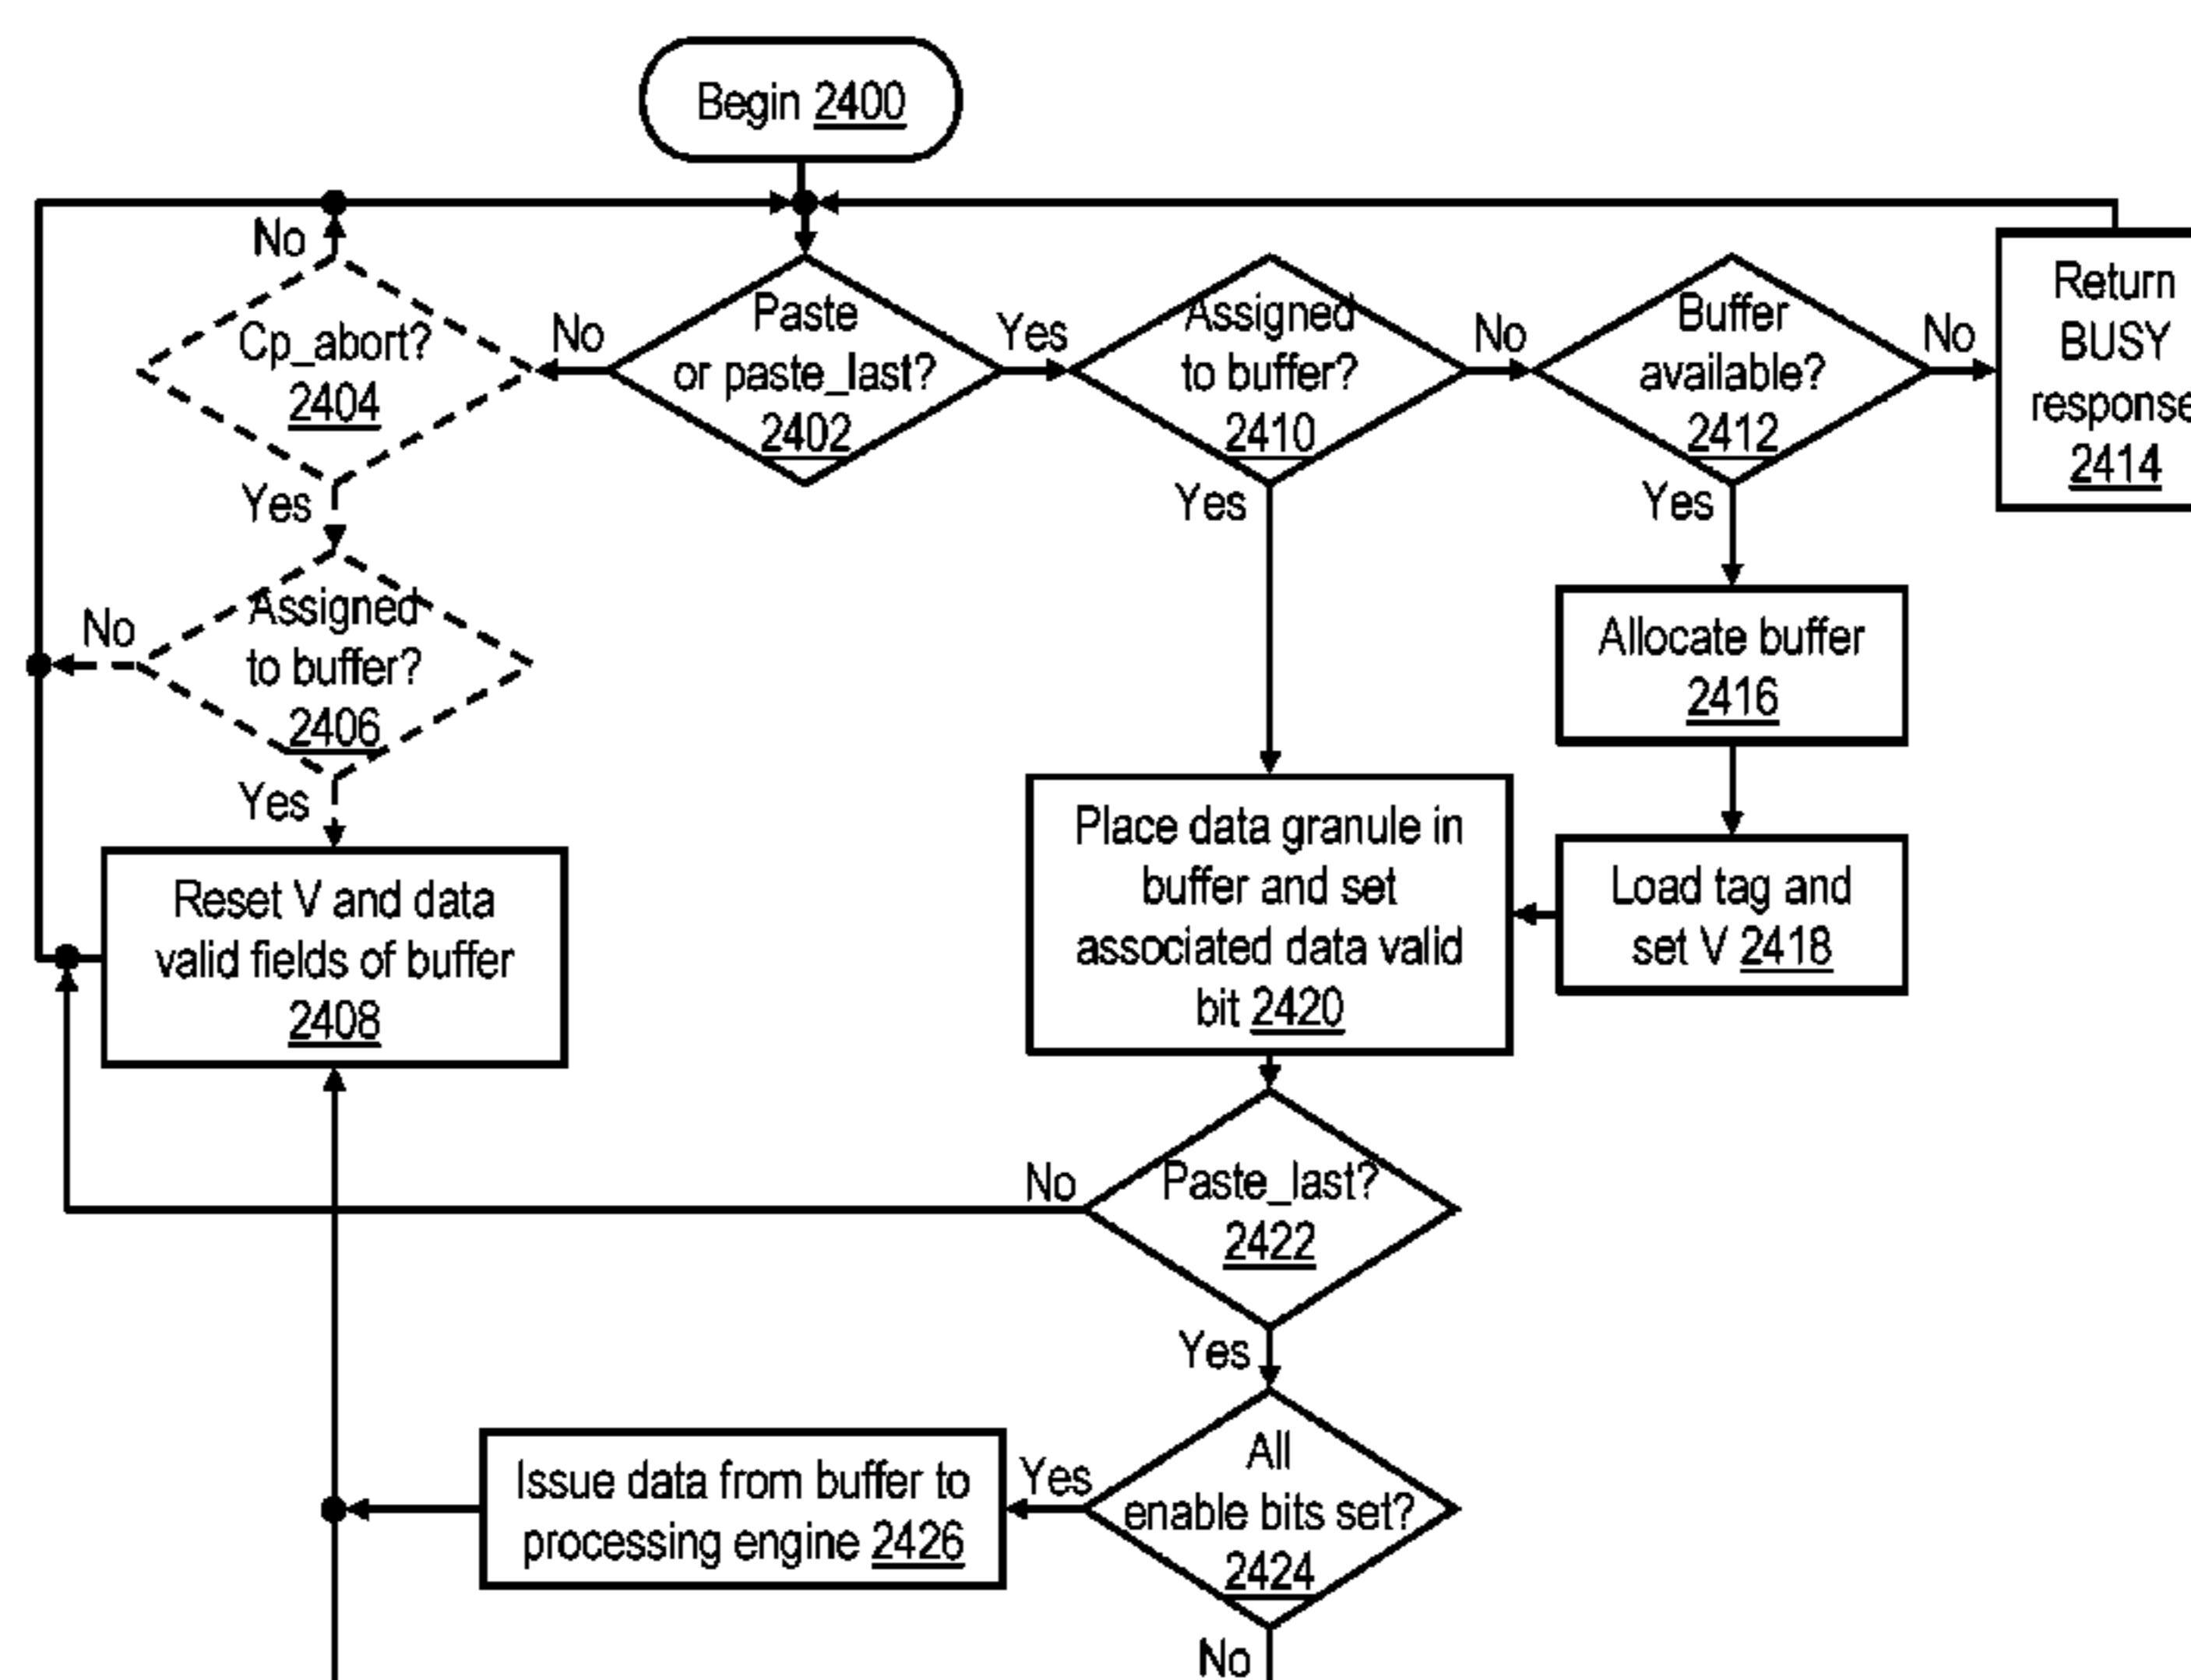 Begin 2400
No
Cp_abort?
2404
No
Paste
or paste_last?
2402
Yes
Assigned
to buffer?
2410
No
Buffer
available?
2412
No
Return
BUSY
response
2414
Yes
Yes
Yes
Assigned
to buffer?
2406
No
Allocate buffer
2416
Yes
Reset V and data
valid fields of buffer
2408
Place data granule in
buffer and set
associated data valid
bit 2420
Load tag and
set V 2418
No
Paste_last?
2422
Yes
Issue data from buffer to
processing engine 2426
Yes
All
enable bits set?
2424
No